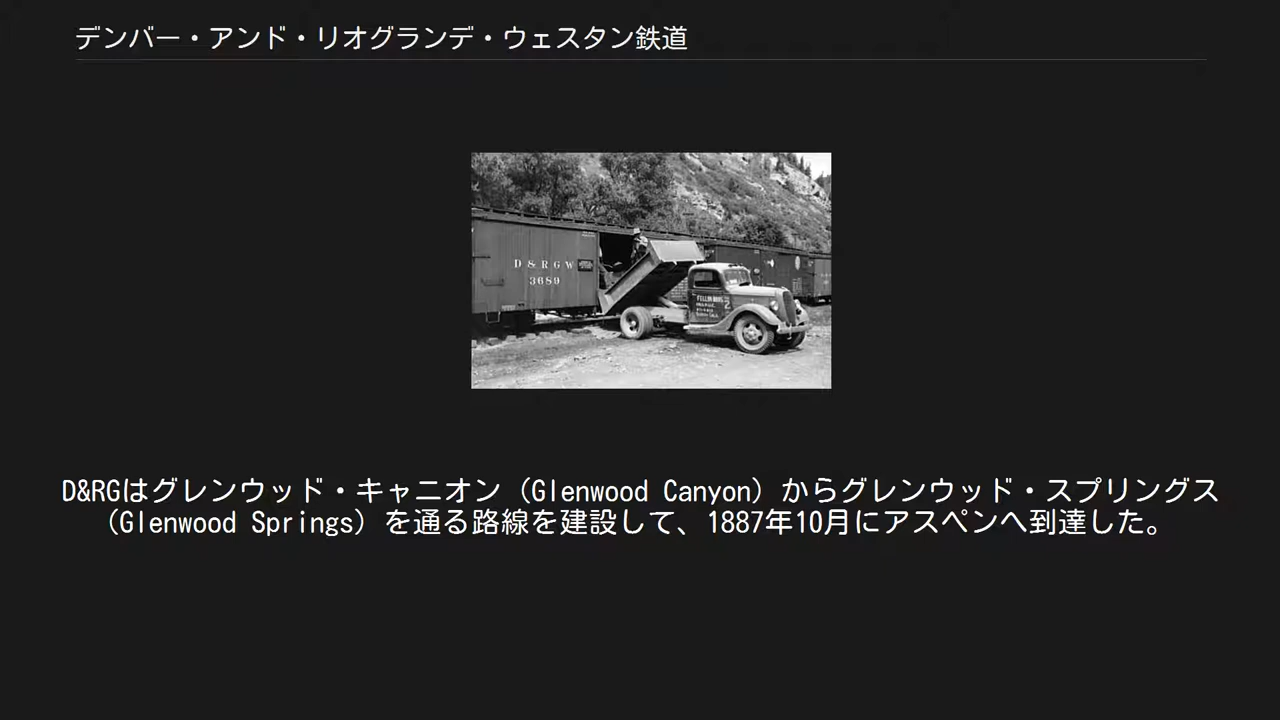 デンバー・アンド・リオグランデ・ウェスタン鉄道
D & R G W
3689
D&RGはグレンウッド・キャニオン（Glenwood Canyon）からグレンウッド・スプリングス
（Glenwood Springs）を通る路線を建設して、1887年10月にアスペンへ到達した。